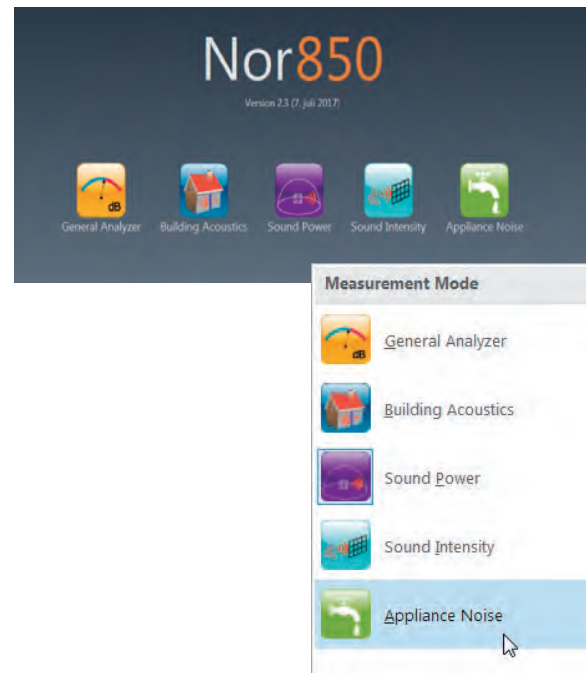 Nor850
Version 2.3 (7. juli 2017)
dB
General Analyzer Building Acoustics Sound Power Sound Intensity Appliance Noise
Measurement Mode
dB
General Analyzer
Building Acoustics
Sound Power
Sound Intensity
Appliance Noise